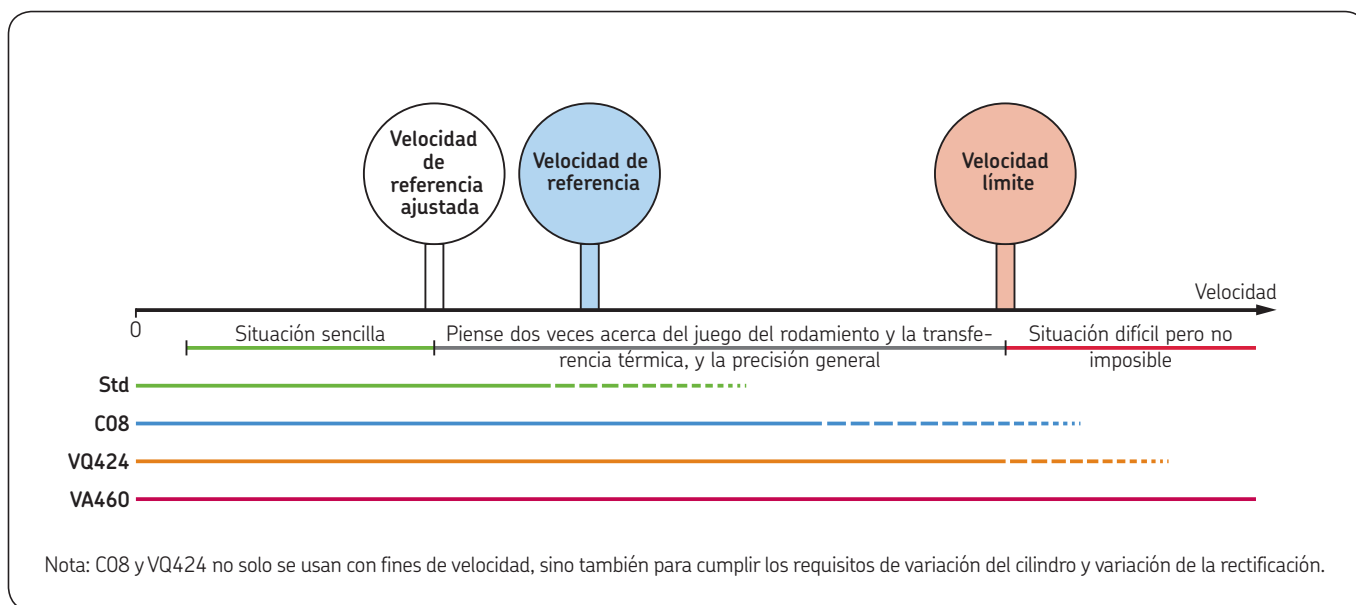 Velocidad
de
referencia
ajustada
Velocidad de
referencia
Velocidad
límite
Velocidad
0
Situación sencilla
Piense dos veces acerca del juego del rodamiento y la transfe-
rencia térmica, y la precisión general
Situación difícil pero no
imposible
Std
C08
VQ424
VA460
Nota: C08 y VQ424 no solo se usan con fines de velocidad, sino también para cumplir los requisitos de variación del cilindro y variación de la rectificación.